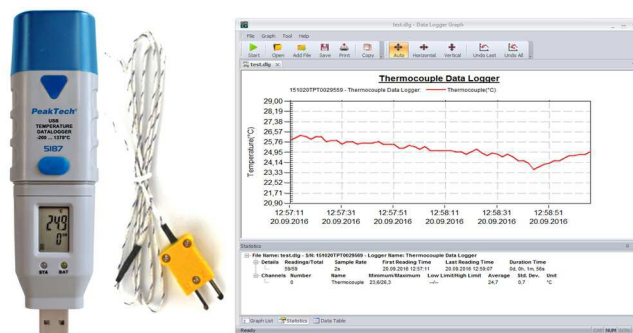 PeakTech®
USB
TEMPERATURE
DATALOGGER
-200 ... 1370°C
5187
24.9
0
STA BAT
test.dlg - Data Logger Graph
File Graph Tool Help
Start Open Add File Save Print Copy Auto Horizontal Vertical Undo Last Undo All
test.dlg
Thermocouple Data Logger
151020TPT0029569 - Thermocouple Data Logger Thermocouple(°C)
Temperature(°C)
29,00
28,19
27,38
26,57
25,76
24,95
24,14
23,33
22,52
21,71
20,90
12:57:11 12:57:31 12:57:51 12:58:11 12:58:31 12:58:51
20.09.2016 20.09.2016 20.09.2016 20.09.2016 20.09.2016 20.09.2016
Statistics
File Name: test.dlg - S/N: 151020TPT0029569 - Logger Name: Thermocouple Data Logger
Details Readings/Total Sample Rate First Reading Time Last Reading Time Duration Time
59/59 2s 20.09.2016 12:57:11 20.09.2016 12:59:07 0d, 0h, 1m, 56s
Channels Number Name Minimum/Maximum Low Limit/High Limit Average Std. Dev. Unit
0 Thermocouple 23,6/26,3 --/-- 24,7 0,7 °C
Graph List Statistics Data Table
Ready CAP NUM